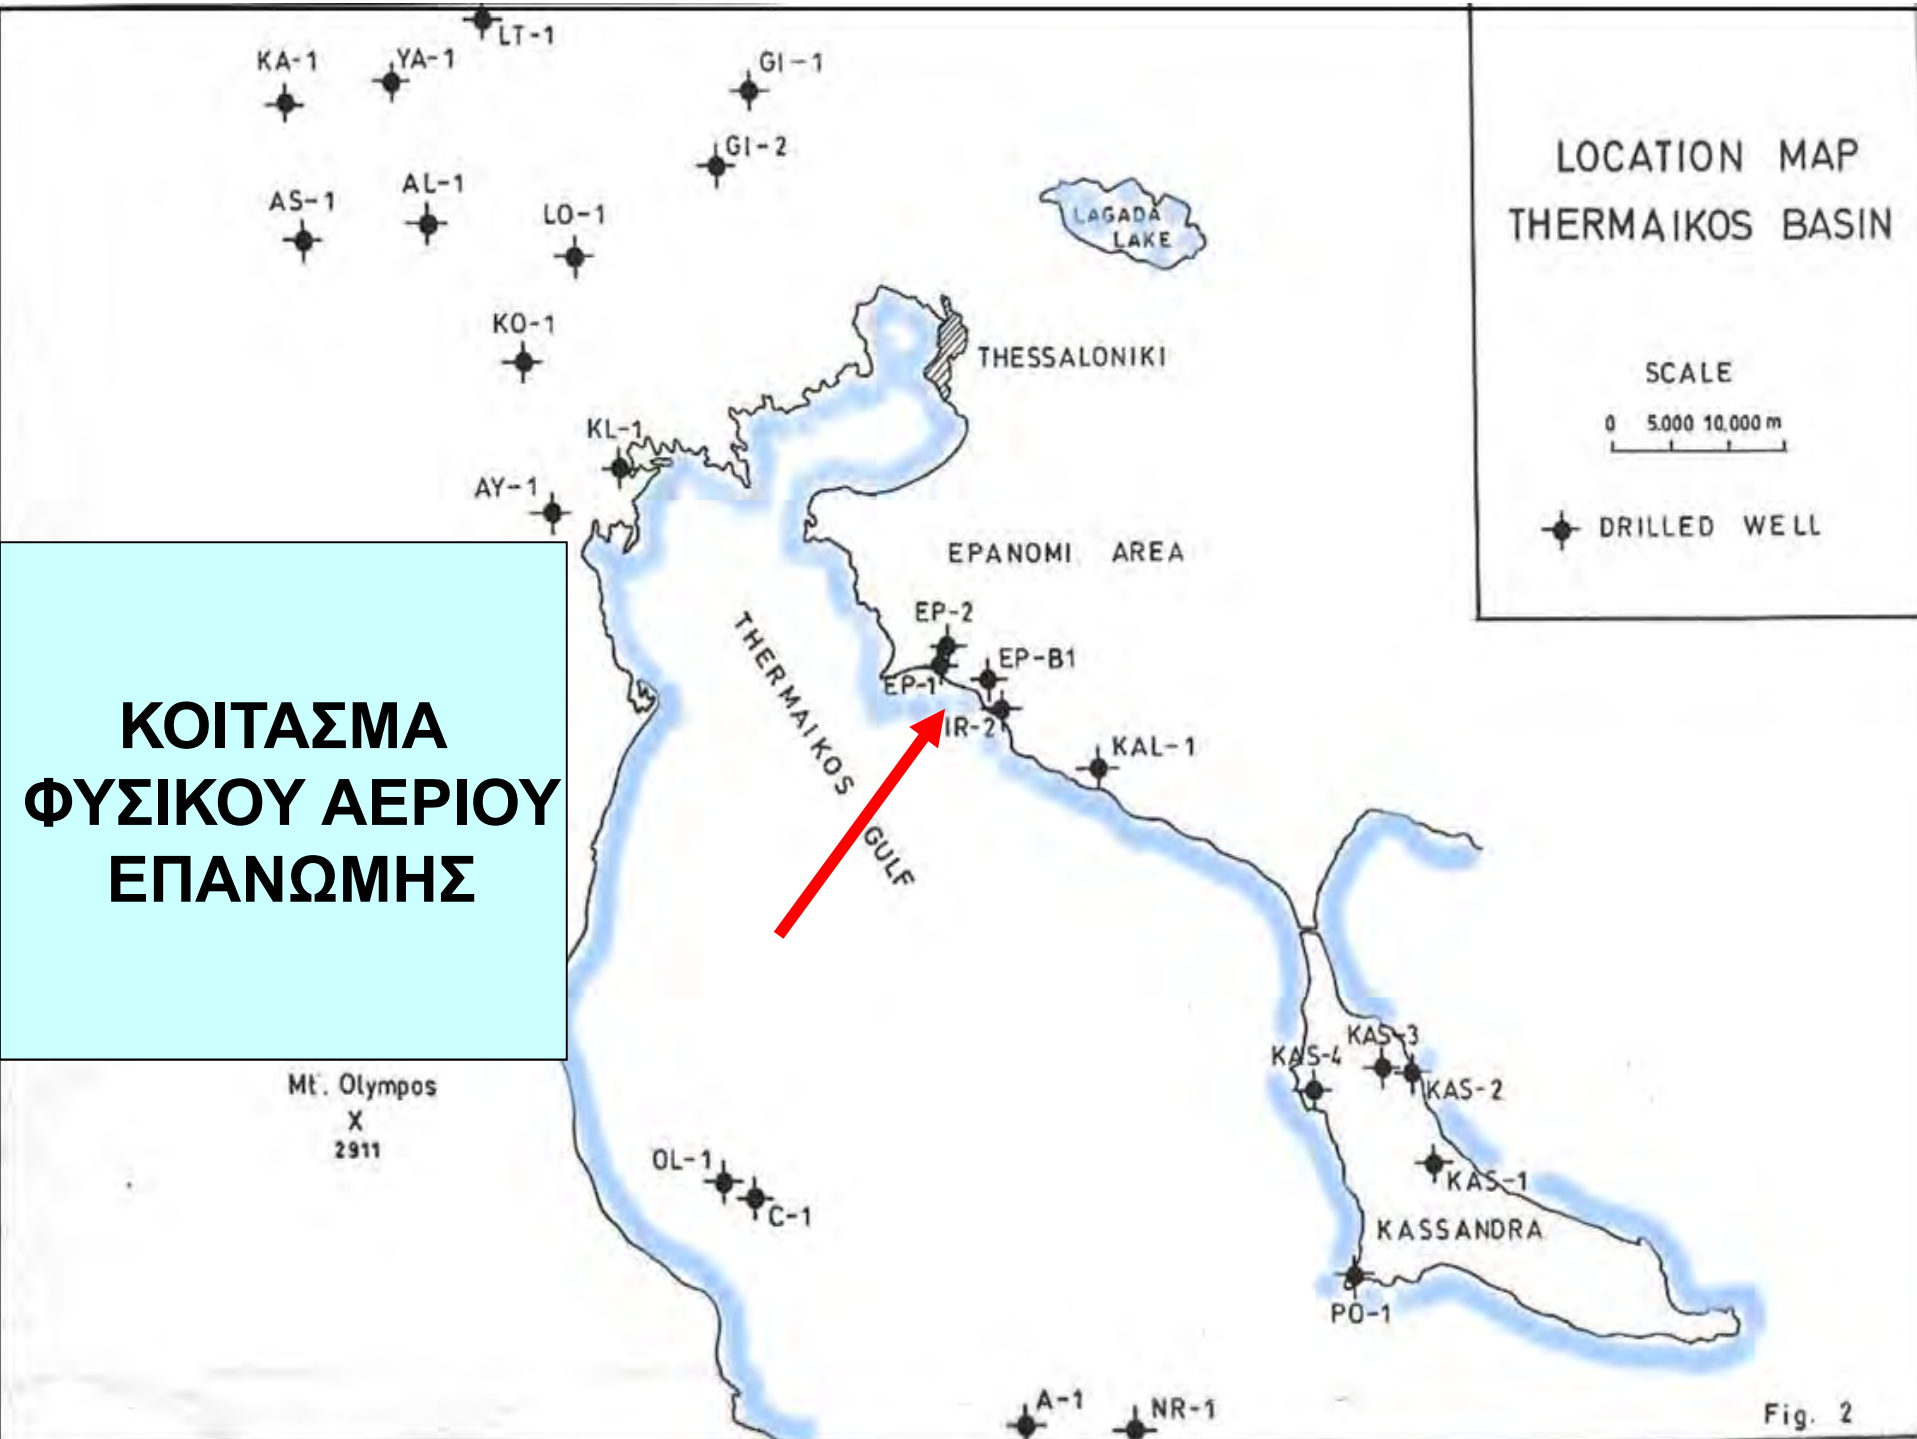 LT-1
KA-1
YA-1
GI-1
GI-2
AS-1
AL-1
LO-1
LAGADA
LAKE
LOCATION MAP
THERMAIKOS BASIN
KO-1
THESSALONIKI
SCALE
0 5.000 10,000 m
KL-1
AY-1
DRILLED WELL
EPANOMI AREA
EP-2
EP-1
EP-B1
IR-2
KAL-1
THERMAIKOS GULF
ΚΟΙΤΑΣΜΑ
ΦΥΣΙΚΟΥ ΑΕΡΙΟΥ
ΕΠΑΝΩΜΗΣ
Mt. Olympos
X
2911
KAS-3
KAS-4
KAS-2
OL-1
C-1
KAS-1
KASSANDRA
PO-1
A-1
NR-1
Fig. 2